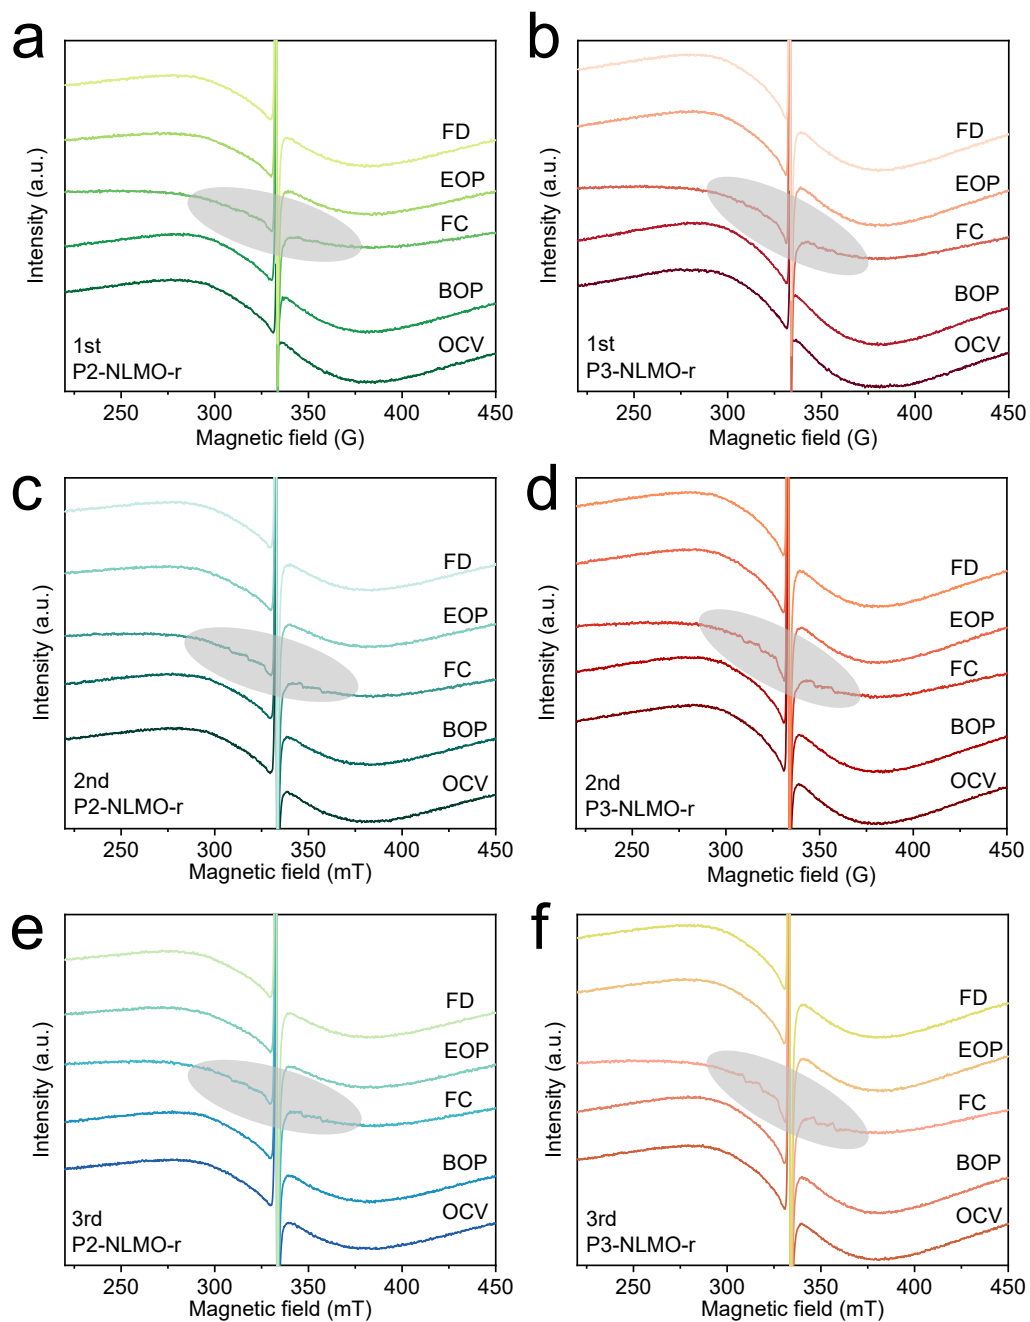 a
Intensity (a.u.)
FD
EOP
FC
BOP
OCV
1st
P2-NLMO-r
250 300 350 400 450
Magnetic field (G)
b
Intensity (a.u.)
FD
EOP
FC
BOP
OCV
1st
P3-NLMO-r
250 300 350 400 450
Magnetic field (G)
c
Intensity (a.u.)
FD
EOP
FC
BOP
OCV
2nd
P2-NLMO-r
250 300 350 400 450
Magnetic field (mT)
d
Intensity (a.u.)
FD
EOP
FC
BOP
OCV
2nd
P3-NLMO-r
250 300 350 400 450
Magnetic field (G)
e
Intensity (a.u.)
FD
EOP
FC
BOP
OCV
3rd
P2-NLMO-r
250 300 350 400 450
Magnetic field (mT)
f
Intensity (a.u.)
FD
EOP
FC
BOP
OCV
3rd
P3-NLMO-r
250 300 350 400 450
Magnetic field (mT)